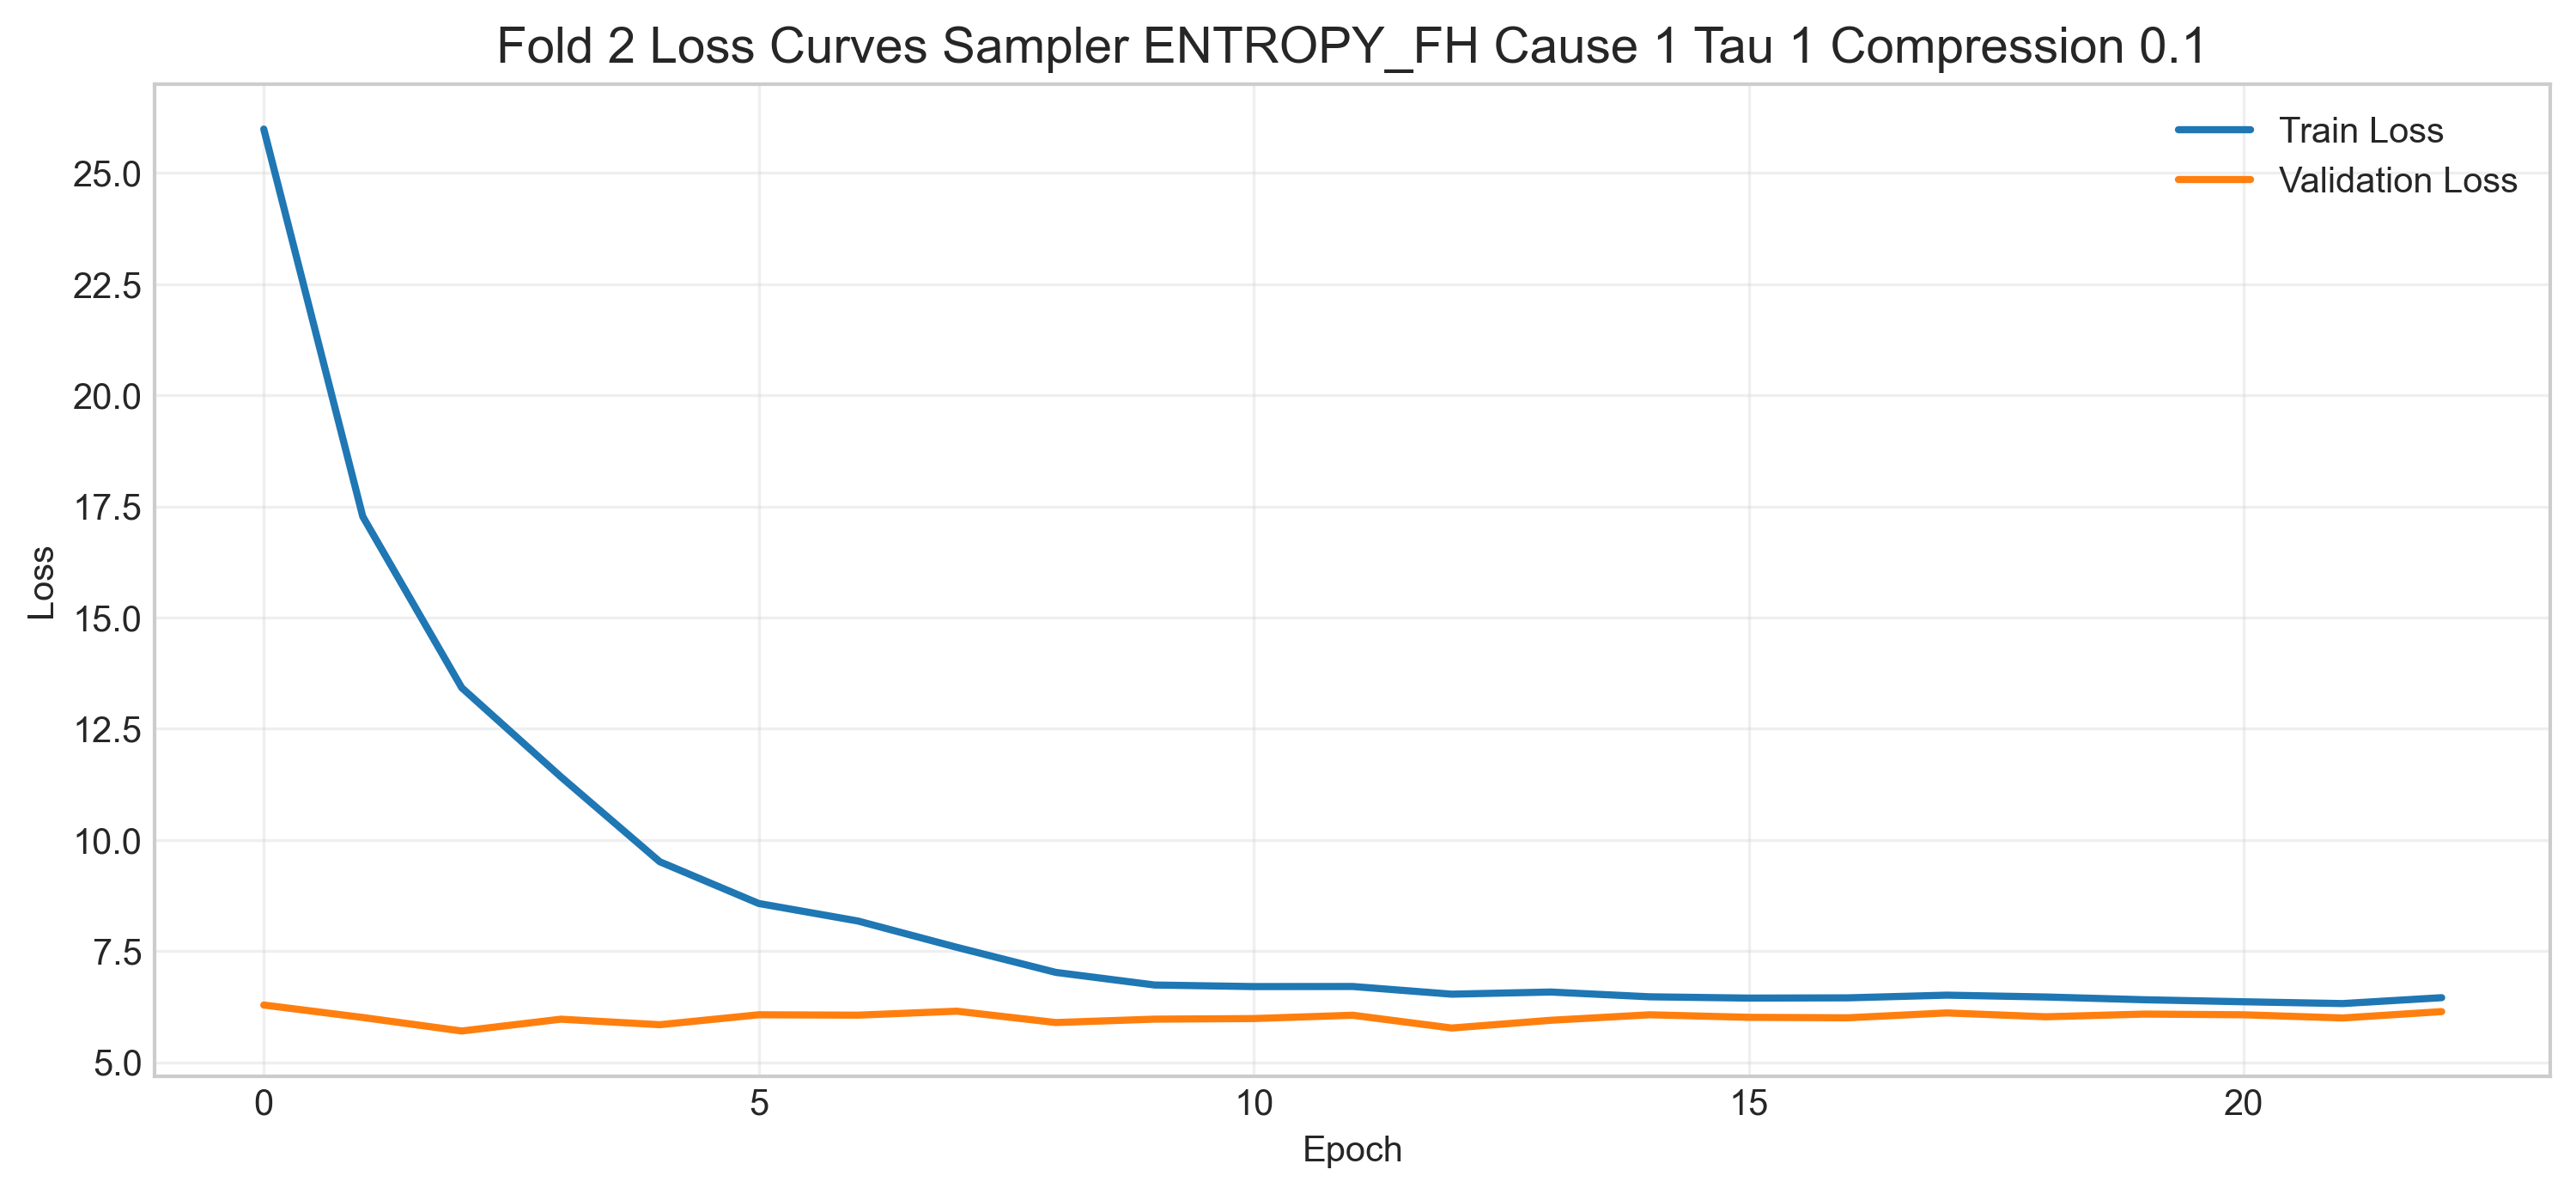 Fold 2 Loss Curves Sampler ENTROPY_FH Cause 1 Tau 1 Compression 0.1
Train Loss
Validation Loss
25.0
22.5
20.0
17.5
15.0
12.5
10.0
7.5
5.0
Loss
0 5 10 15 20
Epoch